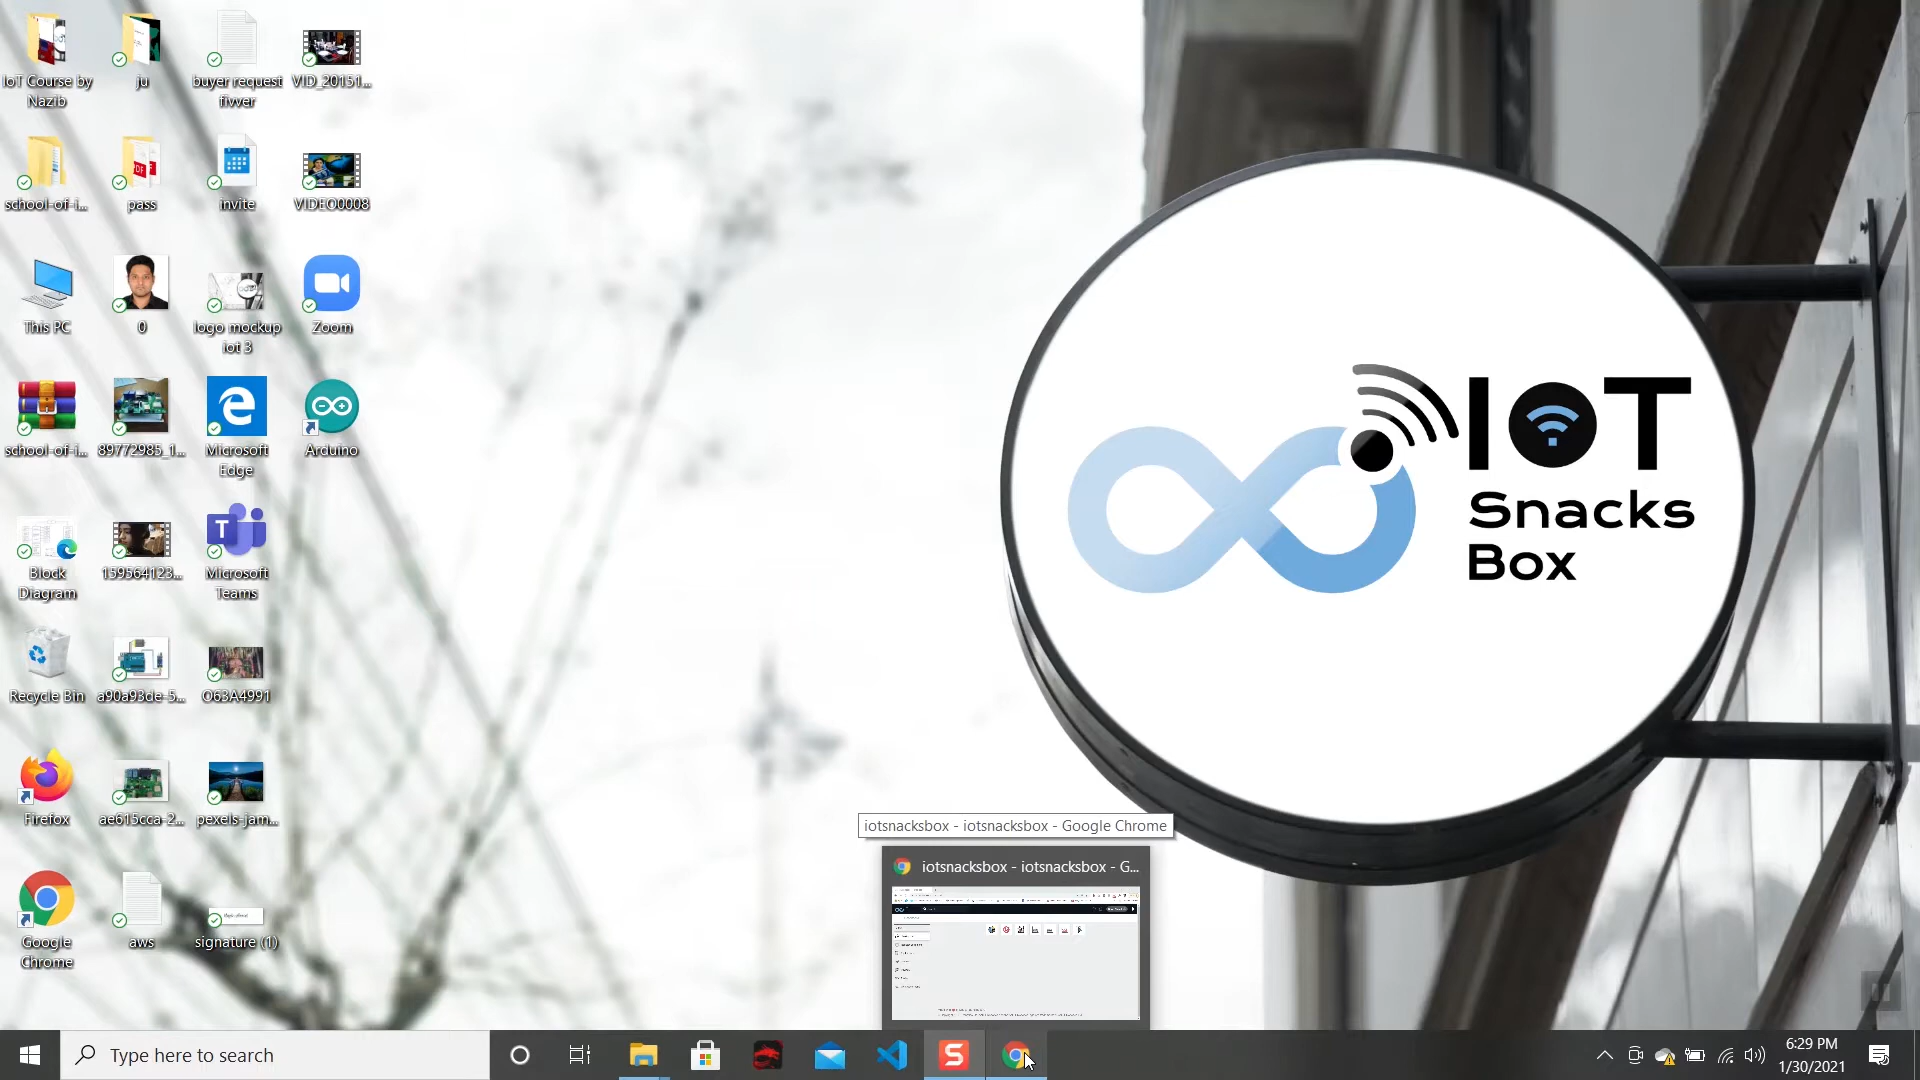 IoT Course by
Nazib
ju
buyer request
fivver
VID_20151...
school-of-i...
pass
invite
VIDEO0008
This PC
0
logo mockup
iot 3
Zoom
school-of-i...
89772985_1...
Microsoft
Edge
Arduino
Block
Diagram
159564123...
Microsoft
Teams
Recycle Bin
a90a93de-5...
O63A4991
Firefox
ae615cca-2...
pexels-jam...
Google
Chrome
aws
signature (1)
IoT
Snacks
Box
iotsnacksbox - iotsnacksbox - Google Chrome
iotsnacksbox - iotsnacksbox - G...
Type here to search
6:29 PM
1/30/2021